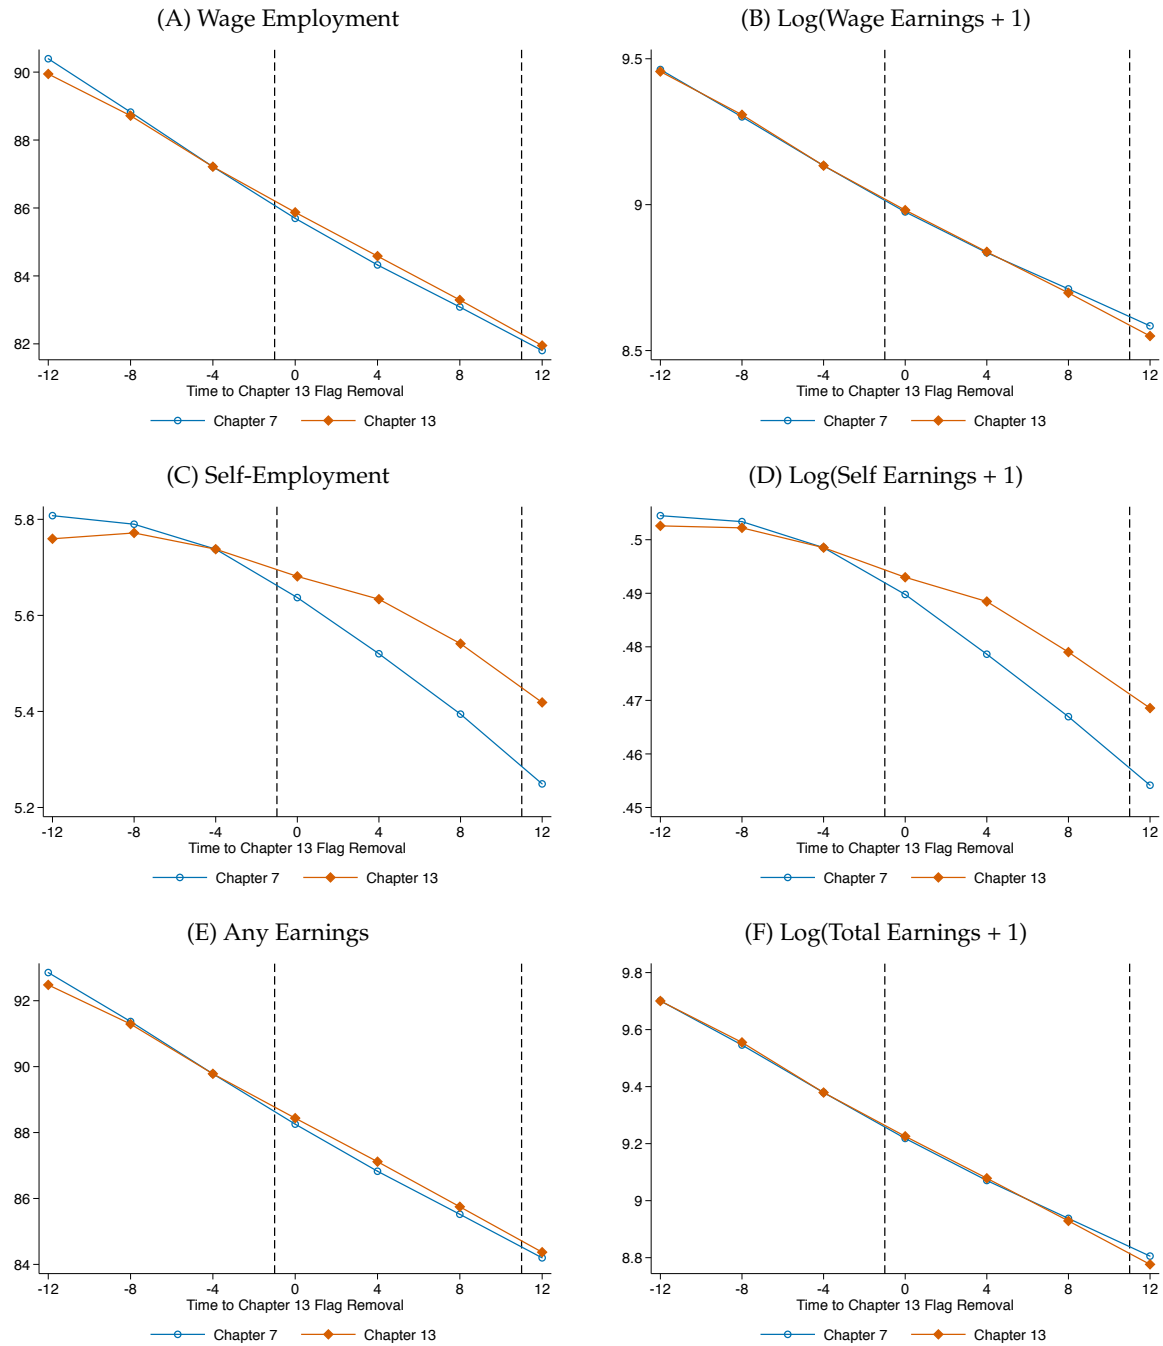 (A) Wage Employment
90
88
86
84
82
-12 -8 -4 0 4 8 12
Time to Chapter 13 Flag Removal
Chapter 7 Chapter 13
(B) Log(Wage Earnings + 1)
9.5
9
8.5
-12 -8 -4 0 4 8 12
Time to Chapter 13 Flag Removal
Chapter 7 Chapter 13
(C) Self-Employment
5.8
5.6
5.4
5.2
-12 -8 -4 0 4 8 12
Time to Chapter 13 Flag Removal
Chapter 7 Chapter 13
(D) Log(Self Earnings + 1)
.5
.49
.48
.47
.46
.45
-12 -8 -4 0 4 8 12
Time to Chapter 13 Flag Removal
Chapter 7 Chapter 13
(E) Any Earnings
92
90
88
86
84
-12 -8 -4 0 4 8 12
Time to Chapter 13 Flag Removal
Chapter 7 Chapter 13
(F) Log(Total Earnings + 1)
9.8
9.6
9.4
9.2
9
8.8
-12 -8 -4 0 4 8 12
Time to Chapter 13 Flag Removal
Chapter 7 Chapter 13